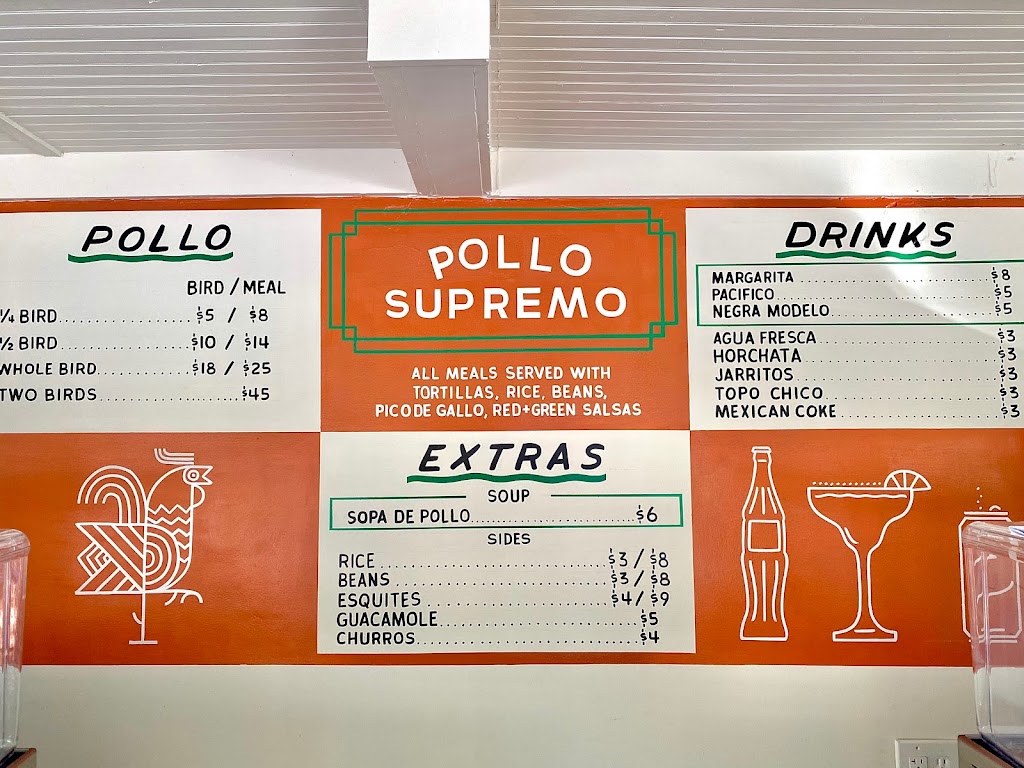 POLLO
BIRD / MEAL
¼ BIRD..................$5 / $8
½ BIRD..................$10 / $14
WHOLE BIRD..............$18 / $25
TWO BIRDS.......................$45
POLLO
SUPREMO
ALL MEALS SERVED WITH
TORTILLAS, RICE, BEANS,
PICO DE GALLO, RED+GREEN SALSAS
EXTRAS
SOUP
SOPA DE POLLO.......................$6
SIDES
RICE..............................$3 / $8
BEANS.............................$3 / $8
ESQUITES..........................$4 / $9
GUACAMOLE.........................$5
CHURROS...........................$4
DRINKS
MARGARITA.........................$8
PACIFICO..........................$5
NEGRA MODELO......................$5
AGUA FRESCA.......................$3
HORCHATA..........................$3
JARRITOS..........................$3
TOPO CHICO........................$3
MEXICAN COKE......................$3